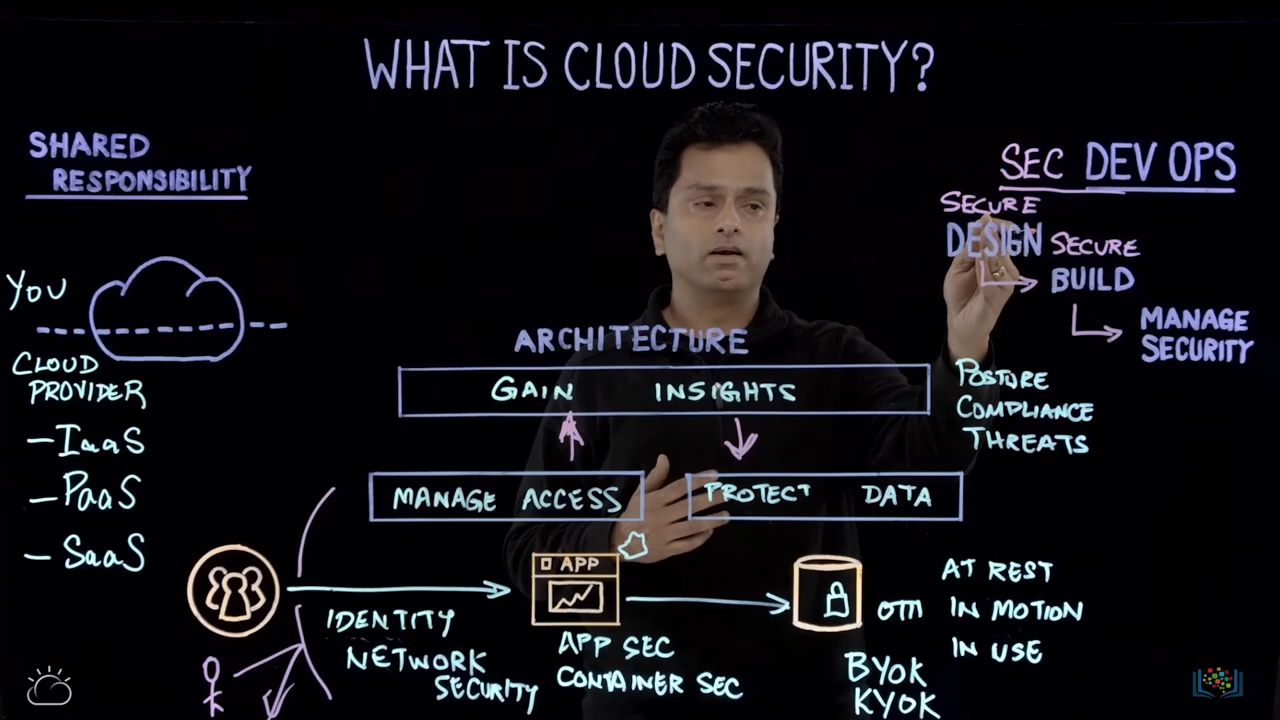 WHAT IS CLOUD SECURITY?
SHARED
RESPONSIBILITY
YOU
CLOUD
PROVIDER
– IaaS
– PaaS
– SaaS
SEC DEV OPS
SECURE
DESIGN
SECURE
BUILD
MANAGE
SECURITY
ARCHITECTURE
GAIN INSIGHTS
POSTURE
COMPLIANCE
THREATS
MANAGE ACCESS
PROTECT DATA
IDENTITY
NETWORK
SECURITY
APP
APP SEC
CONTAINER SEC
AT REST
IN MOTION
IN USE
BYOK
KYOK